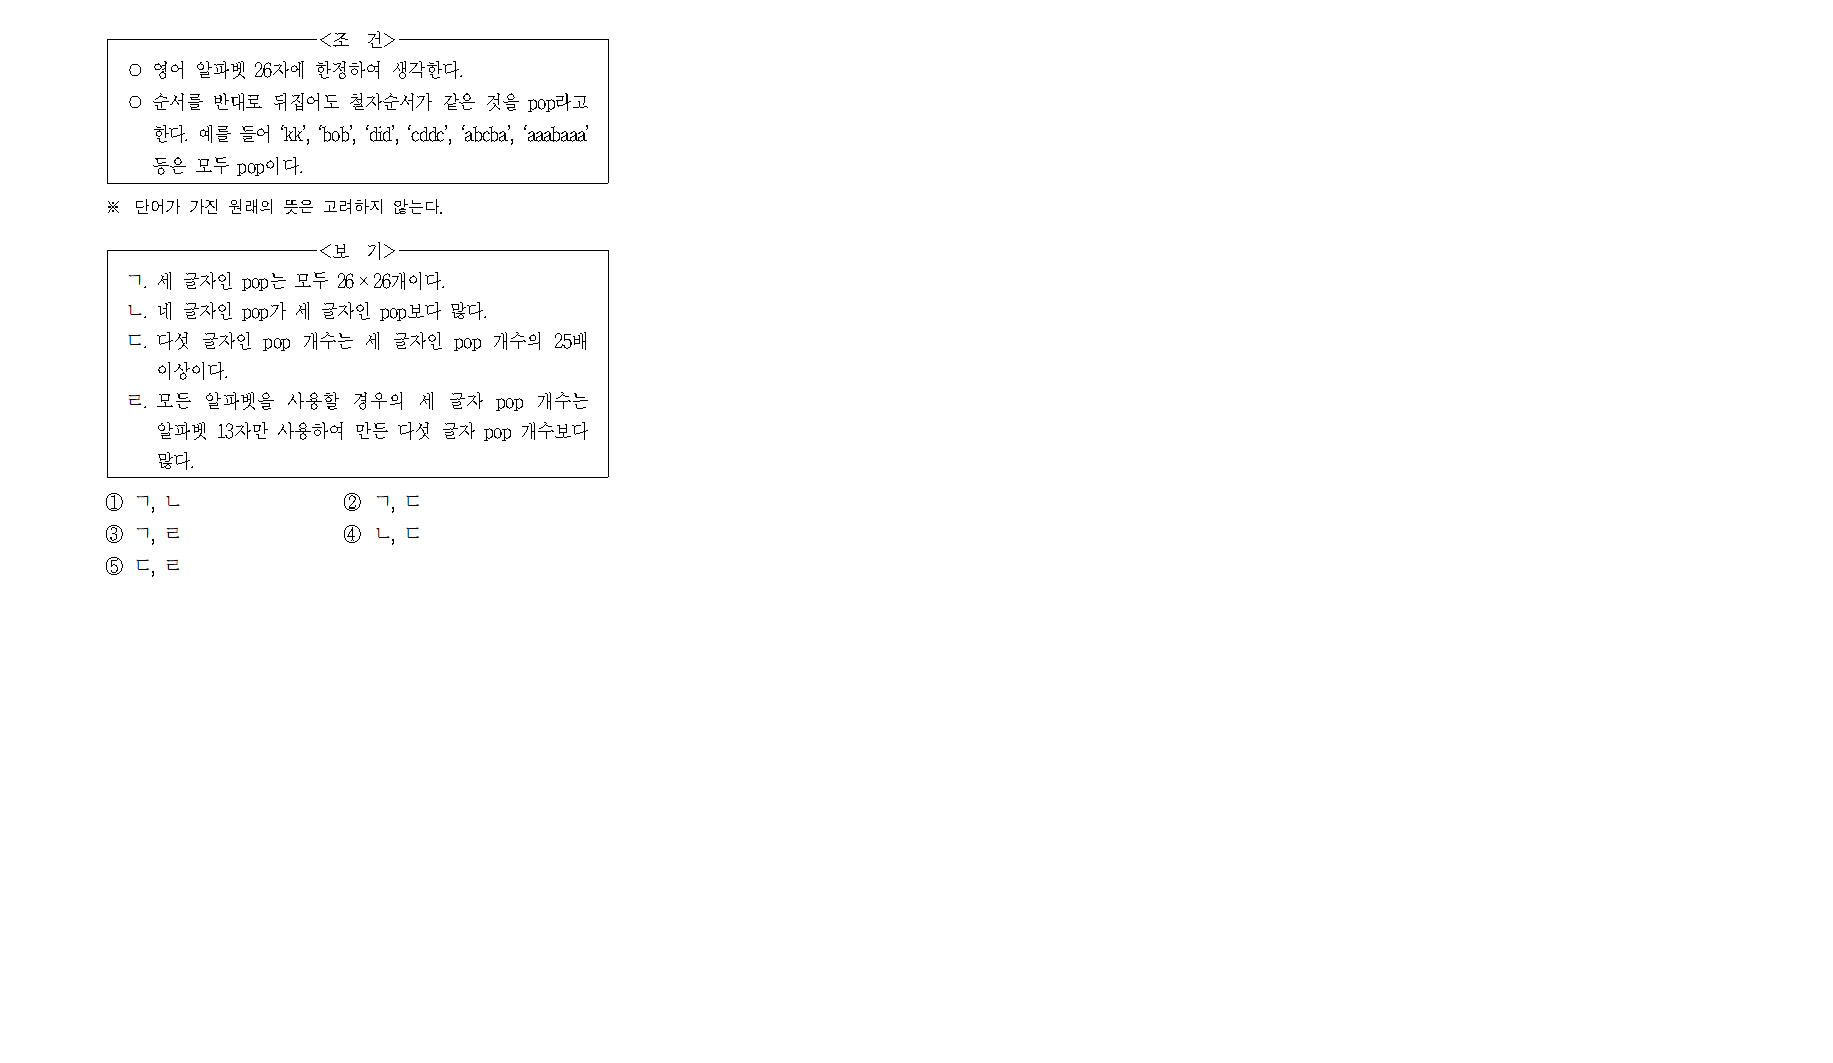 <조 건>
○ 영어 알파벳 26자에 한정하여 생각한다.
○ 순서를 반대로 뒤집어도 철자순서가 같은 것을 pop라고
한다. 예를 들어 ‘kk’, ‘bob’, ‘did’, ‘cddc’, ‘abcba’, ‘aaabaaa’
등은 모두 pop이다.
※ 단어가 가진 원래의 뜻은 고려하지 않는다.
<보 기>
ㄱ. 세 글자인 pop는 모두 26×26개이다.
ㄴ. 네 글자인 pop가 세 글자인 pop보다 많다.
ㄷ. 다섯 글자인 pop 개수는 세 글자인 pop 개수의 25배
이상이다.
ㄹ. 모든 알파벳을 사용할 경우의 세 글자 pop 개수는
알파벳 13자만 사용하여 만든 다섯 글자 pop 개수보다
많다.
① ㄱ, ㄴ ② ㄱ, ㄷ
③ ㄱ, ㄹ ④ ㄴ, ㄷ
⑤ ㄷ, ㄹ